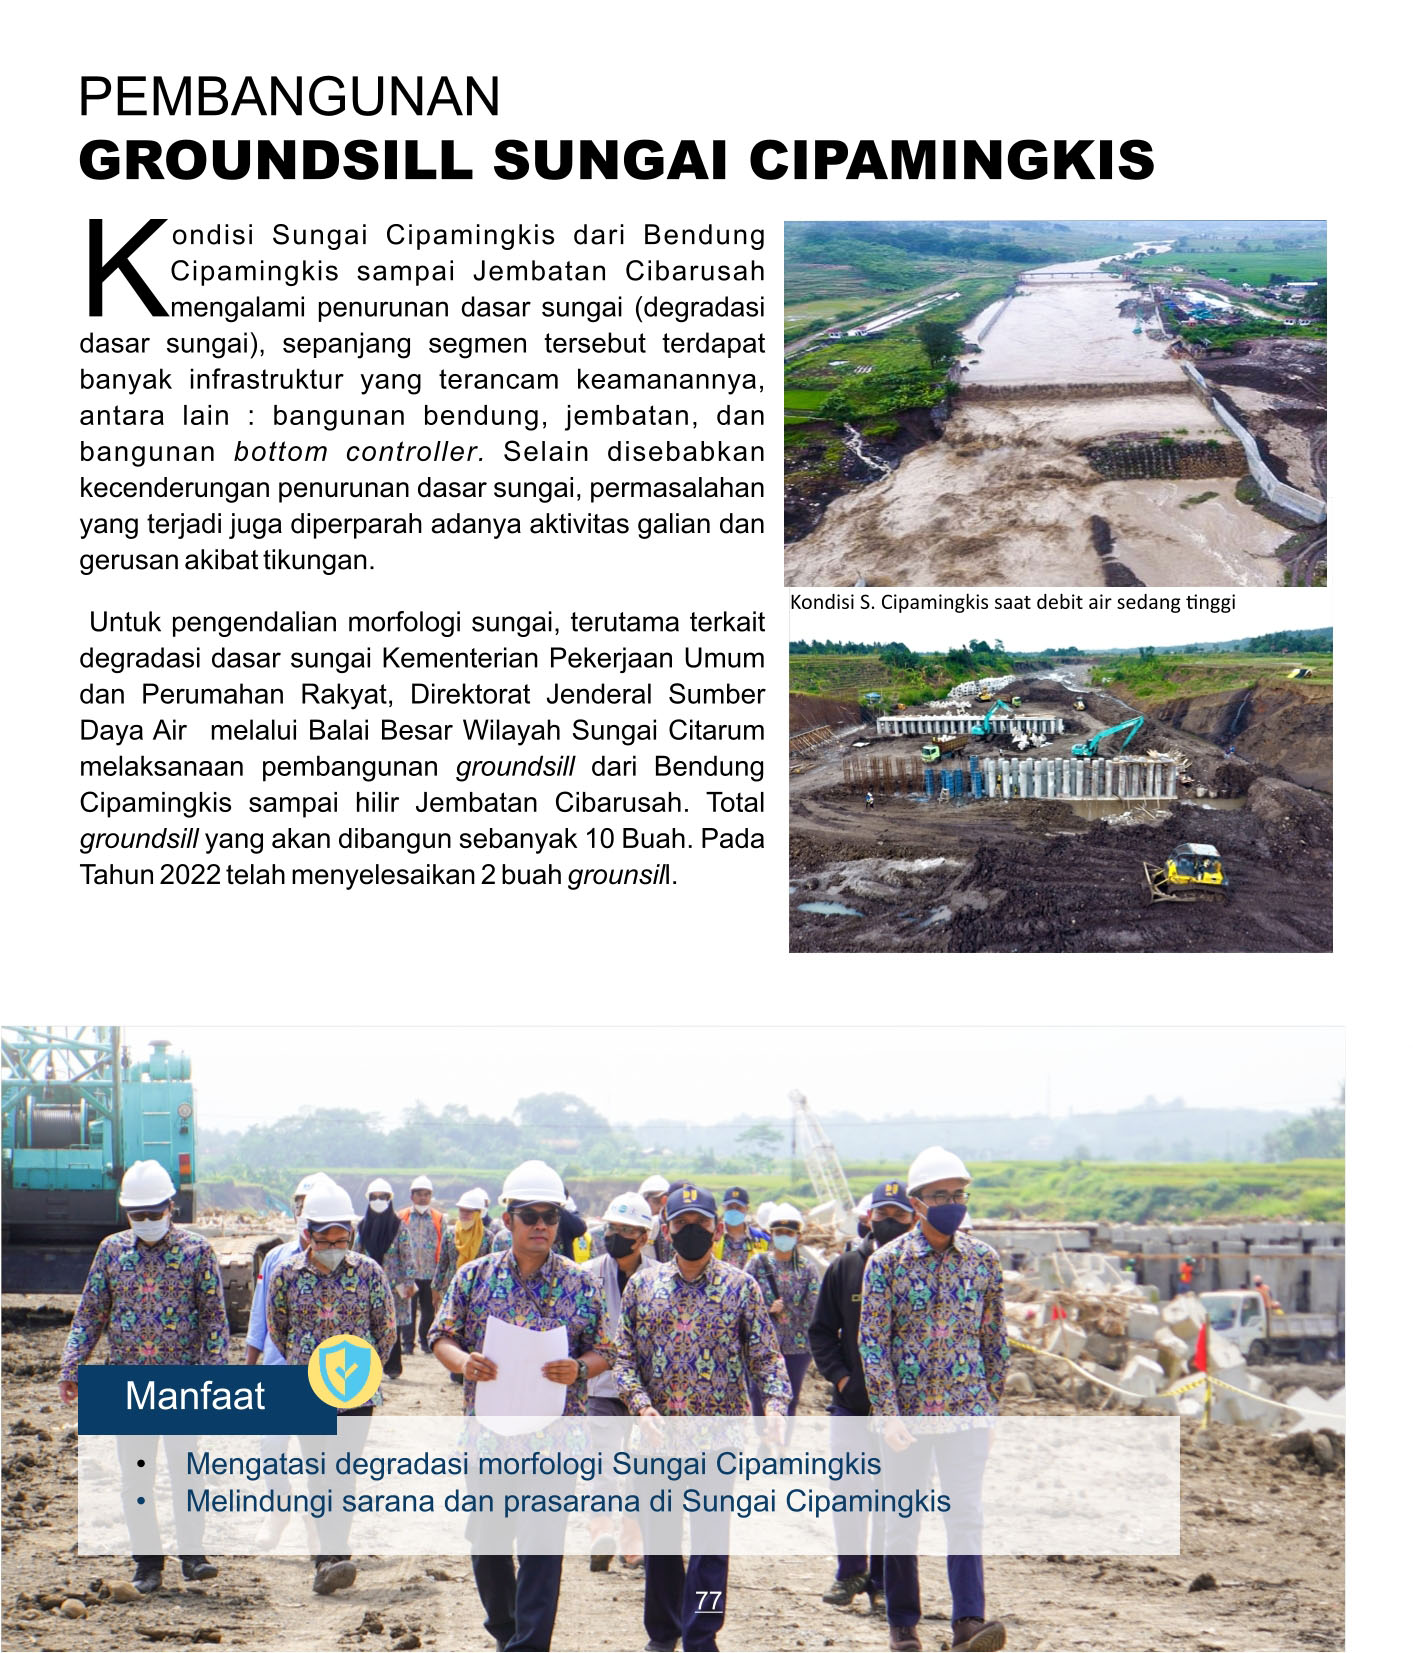 PEMBANGUNAN
GROUNDSILL SUNGAI CIPAMINGKIS
Kondisi Sungai Cipamingkis dari Bendung
Cipamingkis sampai Jembatan Cibarusah
mengalami penurunan dasar sungai (degradasi
dasar sungai), sepanjang segmen tersebut terdapat
banyak infrastruktur yang terancam keamanannya,
antara lain : bangunan bendung, jembatan, dan
bangunan bottom controller. Selain disebabkan
kecenderungan penurunan dasar sungai, permasalahan
yang terjadi juga diperparah adanya aktivitas galian dan
gerusan akibat tikungan.
Untuk pengendalian morfologi sungai, terutama terkait
degradasi dasar sungai Kementerian Pekerjaan Umum
dan Perumahan Rakyat, Direktorat Jenderal Sumber
Daya Air melalui Balai Besar Wilayah Sungai Citarum
melaksanaan pembangunan groundsill dari Bendung
Cipamingkis sampai hilir Jembatan Cibarusah. Total
groundsill yang akan dibangun sebanyak 10 Buah. Pada
Tahun 2022 telah menyelesaikan 2 buah grounsill.
Kondisi S. Cipamingkis saat debit air sedang tinggi
Manfaat
• Mengatasi degradasi morfologi Sungai Cipamingkis
• Melindungi sarana dan prasarana di Sungai Cipamingkis
77